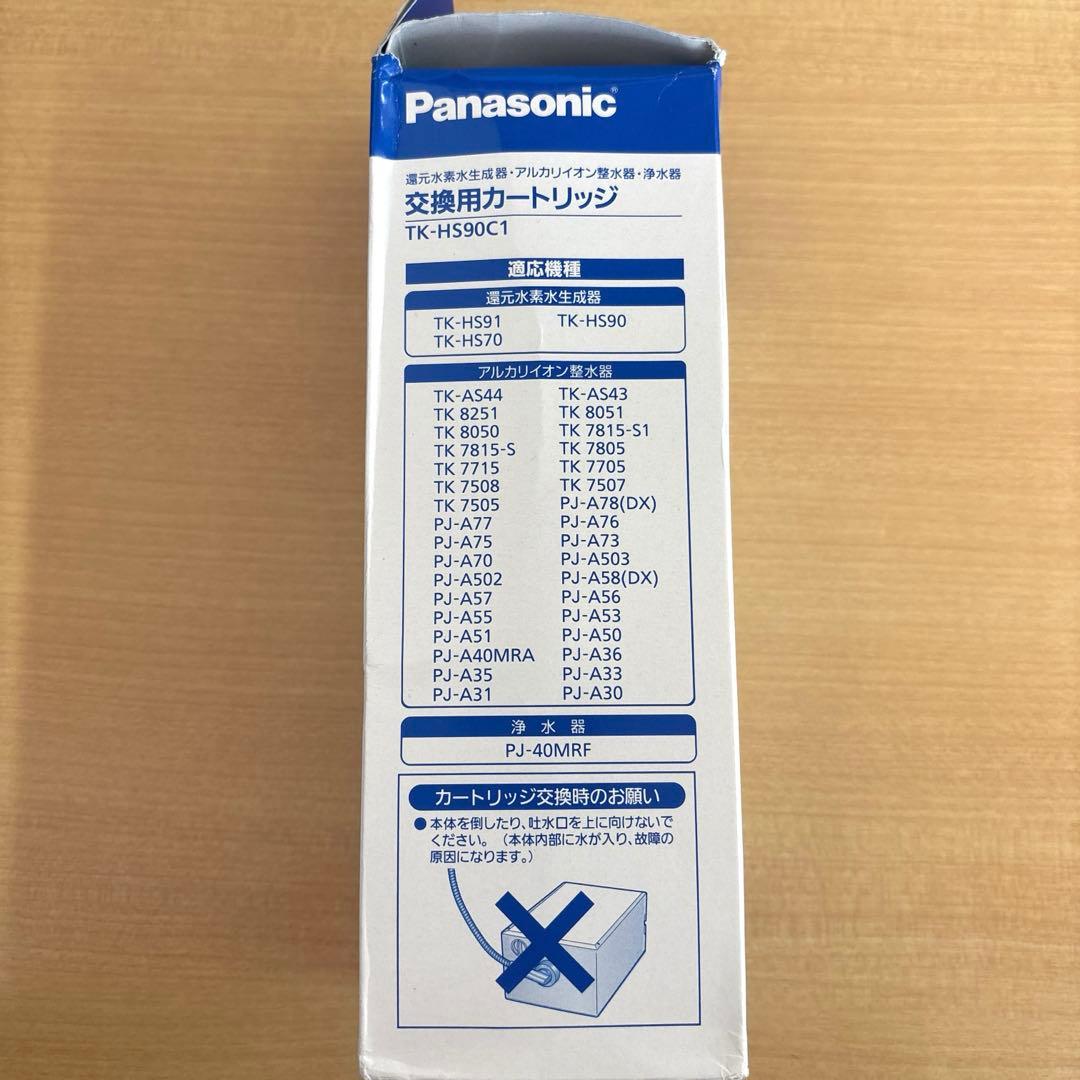 Panasonic®
還元水素水生成器・アルカリイオン整水器・浄水器
交換用カートリッジ
TK-HS90C1
適応機種
還元水素水生成器
TK-HS91 TK-HS90
TK-HS70
アルカリイオン整水器
TK-AS44 TK-AS43
TK 8251 TK 8051
TK 8050 TK 7815-S1
TK 7815-S TK 7805
TK 7715 TK 7705
TK 7508 TK 7507
TK 7505 PJ-A78(DX)
PJ-A77 PJ-A76
PJ-A75 PJ-A73
PJ-A70 PJ-A503
PJ-A502 PJ-A58(DX)
PJ-A57 PJ-A56
PJ-A55 PJ-A53
PJ-A51 PJ-A50
PJ-A40MRA PJ-A36
PJ-A35 PJ-A33
PJ-A31 PJ-A30
浄水器
PJ-40MRF
カートリッジ交換時のお願い
●本体を倒したり、吐水口を上に向けないで
ください。（本体内部に水が入り、故障の
原因になります。）